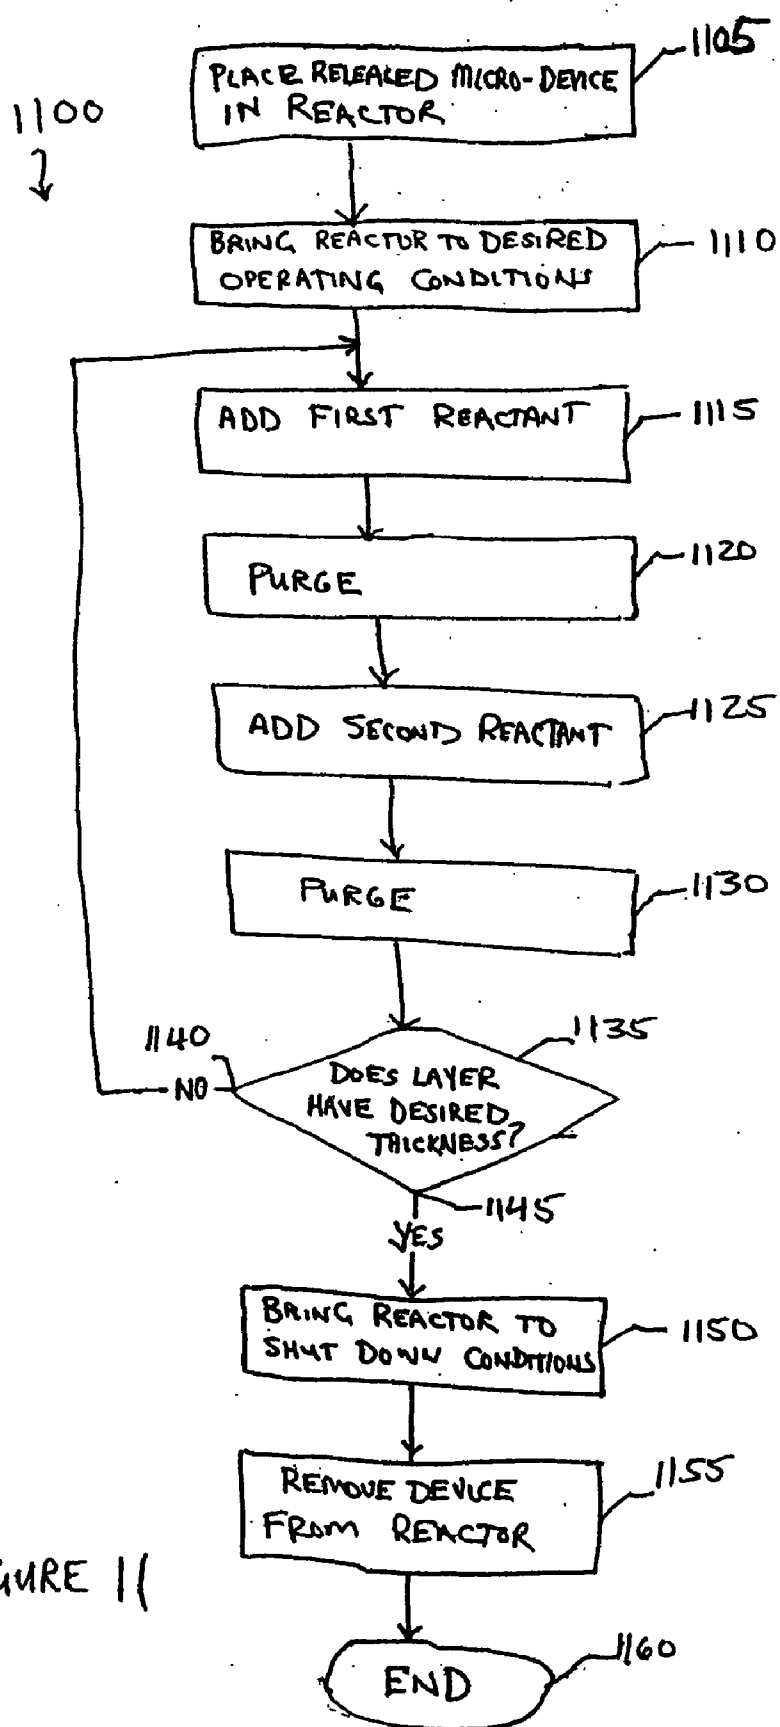 1100
PLACE RELEASED MICRO-DEVICE
IN REACTOR
1105
BRING REACTOR TO DESIRED
OPERATING CONDITIONS
1110
ADD FIRST REACTANT
1115
PURGE
1120
ADD SECOND REACTANT
1125
PURGE
1130
1140
1135
NO
DOES LAYER
HAVE DESIRED
THICKNESS?
1145
YES
BRING REACTOR TO
SHUT DOWN CONDITIONS
1150
REMOVE DEVICE
FROM REACTOR
1155
GURE 11
END
1160